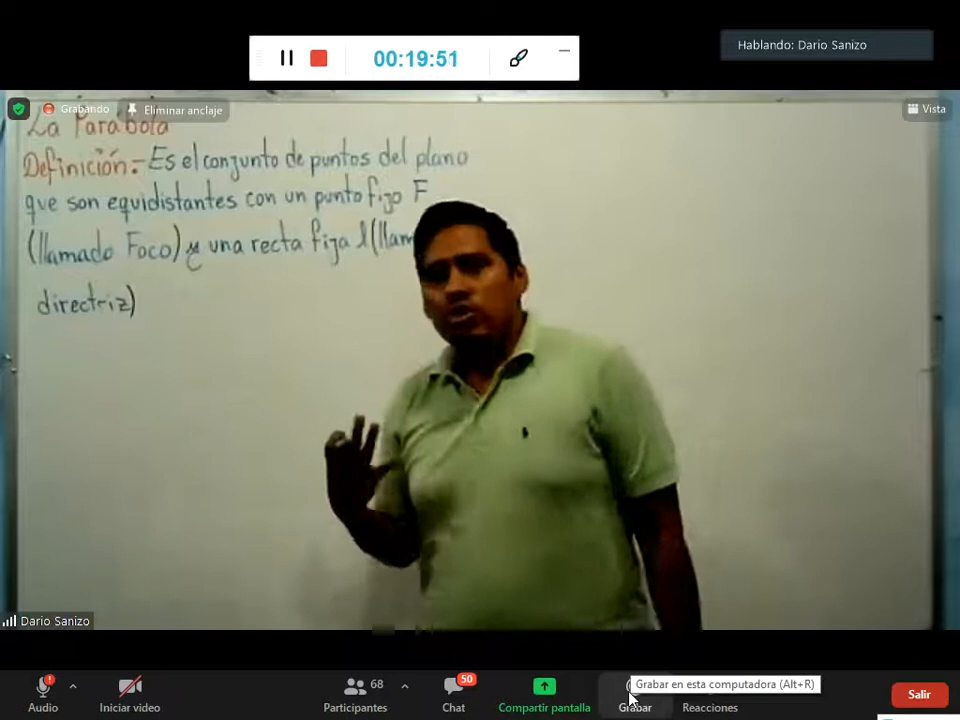 00:19:51
Hablando: Dario Sanizo
Grabando
Eliminar anclaje
Vista
La Parábola
Definición.- Es el conjunto de puntos del plano
que son equidistantes con un punto fijo F
(llamado Foco) y una recta fija l (llam
directriz)
Dario Sanizo
Audio
Iniciar video
68
Participantes
50
Chat
Compartir pantalla
Grabar en esta computadora (Alt+R)
Grabar
Reacciones
Salir